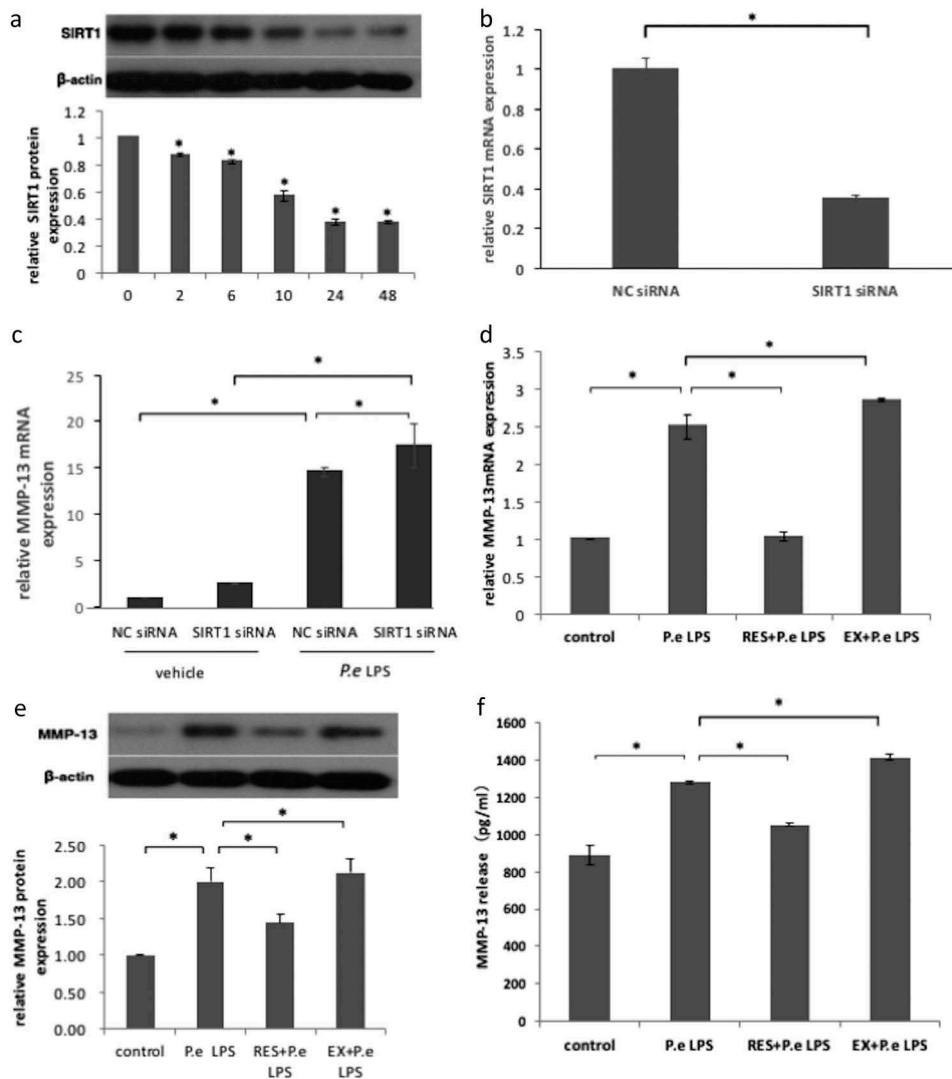 a
SIRT1
β-actin
relative SIRT1 protein
expression
1.2
1
0.8
0.6
0.4
0.2
0
* * * * *
0 2 6 10 24 48
b
relative SIRT1 mRNA expression
1.2
1
0.8
0.6
0.4
0.2
0
*
NC siRNA SIRT1 siRNA
c
relative MMP-13 mRNA
expression
25
20
15
10
5
0
*
* *
NC siRNA SIRT1 siRNA NC siRNA SIRT1 siRNA
vehicle P.e LPS
d
relative MMP-13mRNA expression
3.5
3
2.5
2
1.5
1
0.5
0
*
* *
control P.e LPS RES+P.e LPS EX+P.e LPS
e
MMP-13
β-actin
relative MMP-13 protein
expression
2.50
2.00
1.50
1.00
0.50
0.00
*
* *
control P.e LPS RES+P.e EX+P.e
LPS LPS
f
MMP-13 release (pg/ml)
1600
1400
1200
1000
800
600
400
200
0
*
* *
control P.e LPS RES+P.e LPS EX+P.e LPS